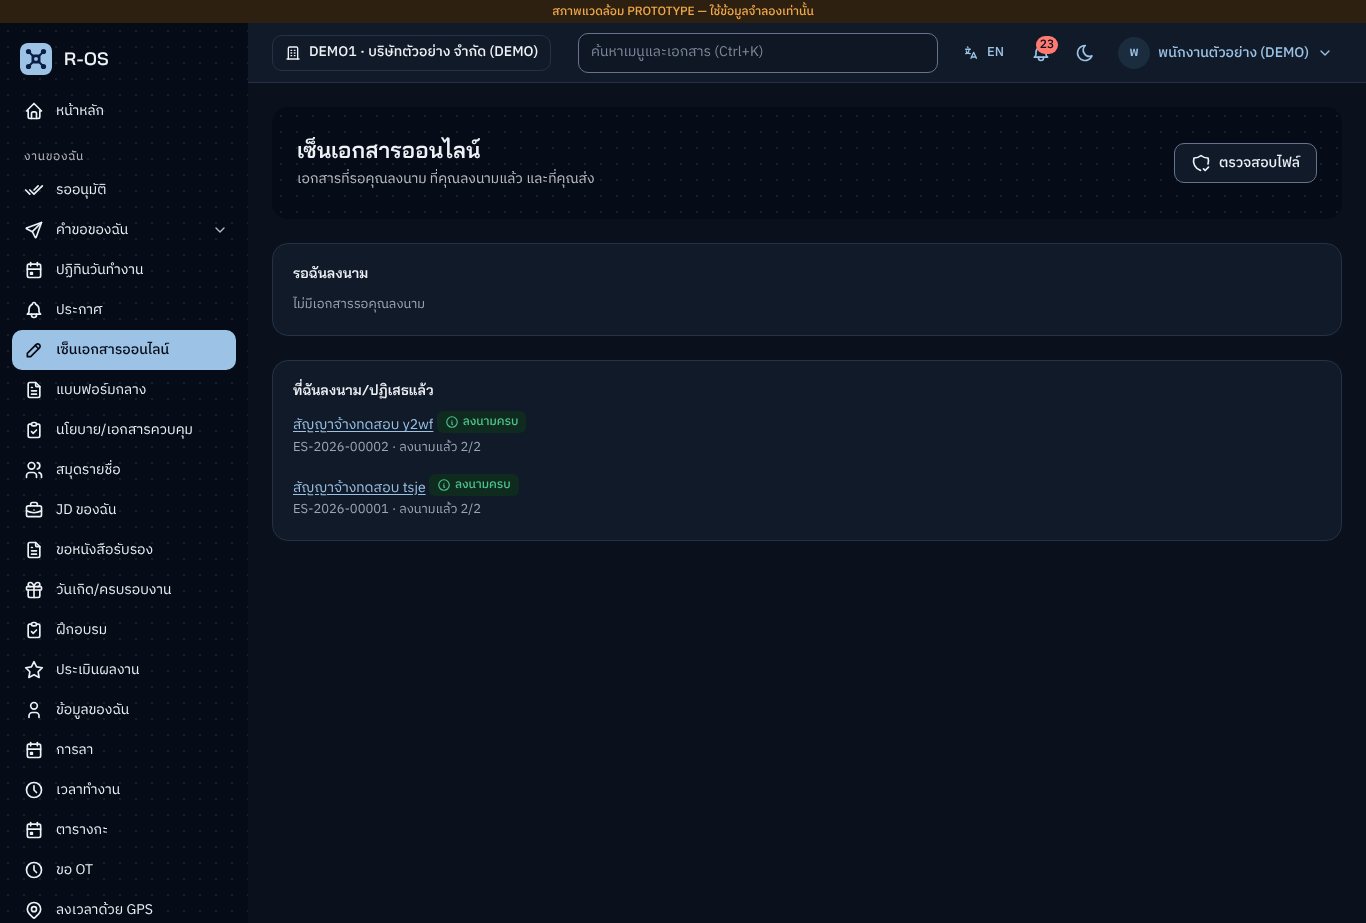 สภาพแวดล้อม PROTOTYPE — ใช้ข้อมูลจำลองเท่านั้น
R-OS
DEMO1 · บริษัทตัวอย่าง จำกัด (DEMO)
ค้นหาเมนูและเอกสาร (Ctrl+K)
EN
23
พ
พนักงานตัวอย่าง (DEMO)
หน้าหลัก
งานของฉัน
รออนุมัติ
คำขอของฉัน
ปฏิทินวันทำงาน
ประกาศ
เซ็นเอกสารออนไลน์
แบบฟอร์มกลาง
นโยบาย/เอกสารควบคุม
สมุดรายชื่อ
JD ของฉัน
ขอหนังสือรับรอง
วันเกิด/ครบรอบงาน
ฝึกอบรม
ประเมินผลงาน
ข้อมูลของฉัน
การลา
เวลาทำงาน
ตารางกะ
ขอ OT
ลงเวลาด้วย GPS
เซ็นเอกสารออนไลน์
เอกสารที่รอคุณลงนาม ที่คุณลงนามแล้ว และที่คุณส่ง
ตรวจสอบไฟล์
รอฉันลงนาม
ไม่มีเอกสารรอคุณลงนาม
ที่ฉันลงนาม/ปฏิเสธแล้ว
สัญญาจ้างทดสอบ y2wf ลงนามครบ
ES-2026-00002 · ลงนามแล้ว 2/2
สัญญาจ้างทดสอบ tsje ลงนามครบ
ES-2026-00001 · ลงนามแล้ว 2/2